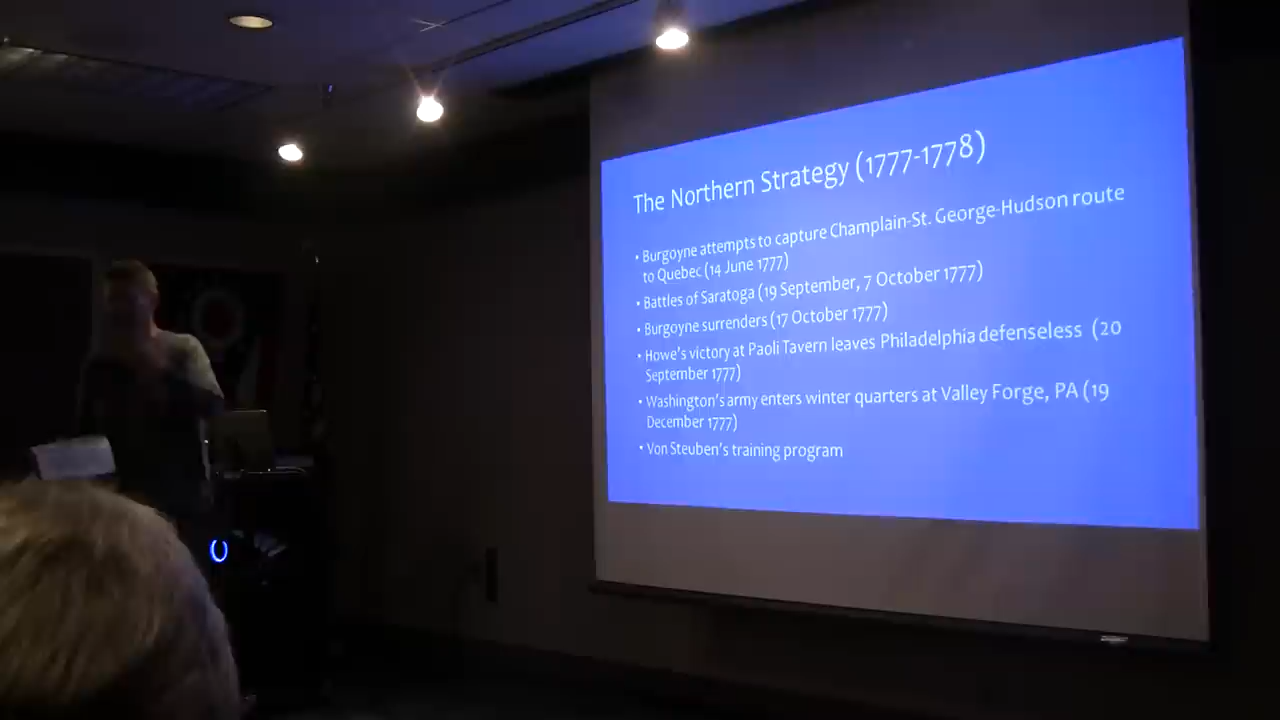 The Northern Strategy (1777-1778)
• Burgoyne attempts to capture Champlain-St. George-Hudson route
to Quebec (14 June 1777)
• Battles of Saratoga (19 September, 7 October 1777)
• Burgoyne surrenders (17 October 1777)
• Howe's victory at Paoli Tavern leaves Philadelphia defenseless (20
September 1777)
• Washington's army enters winter quarters at Valley Forge, PA (19
December 1777)
• Von Steuben's training program